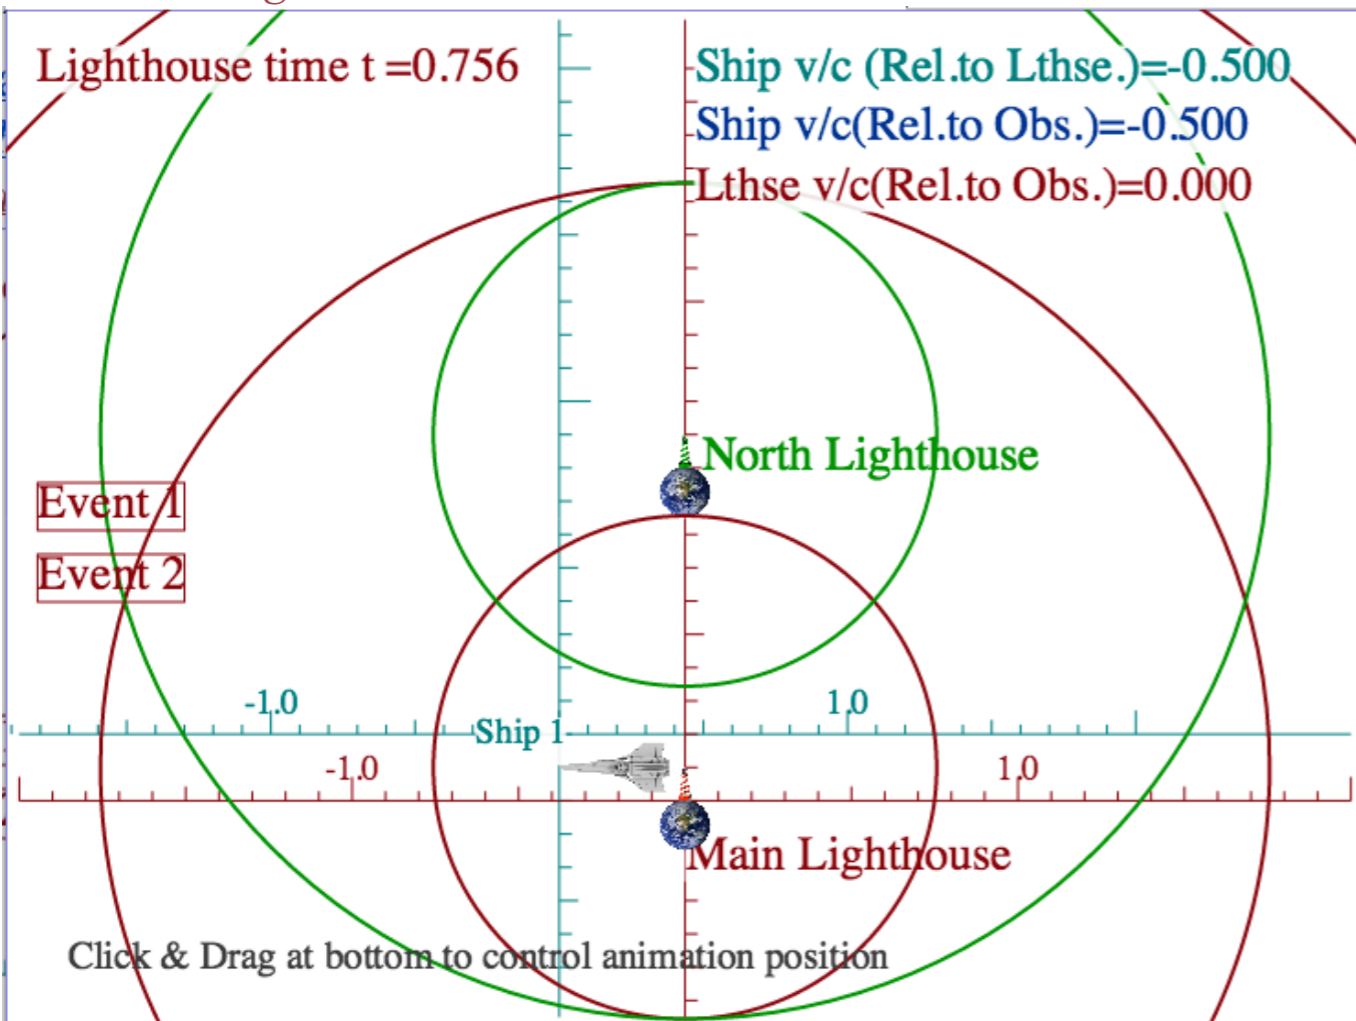 Lighthouse time t =0.756
Ship v/c (Rel.to Lthse.)=-0.500
Ship v/c(Rel.to Obs.)=-0.500
Lthse v/c(Rel.to Obs.)=0.000
North Lighthouse
Event 1
Event 2
-1.0
1.0
Ship 1
-1.0
1.0
Main Lighthouse
Click & Drag at bottom to control animation position